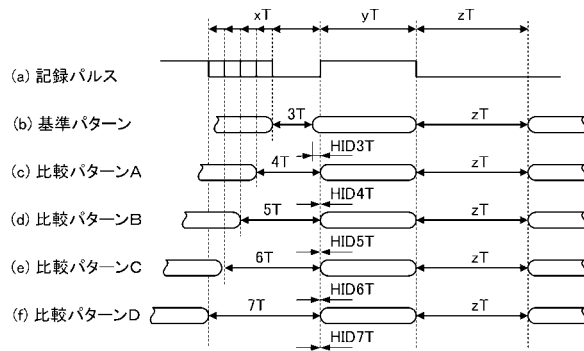 xT yT zT
(a) 記録パルス
(b) 基準パターン 3T zT
HID3T
(c) 比較パターンA 4T zT
HID4T
(d) 比較パターンB 5T zT
HID5T
(e) 比較パターンC 6T zT
HID6T
(f) 比較パターンD 7T zT
HID7T